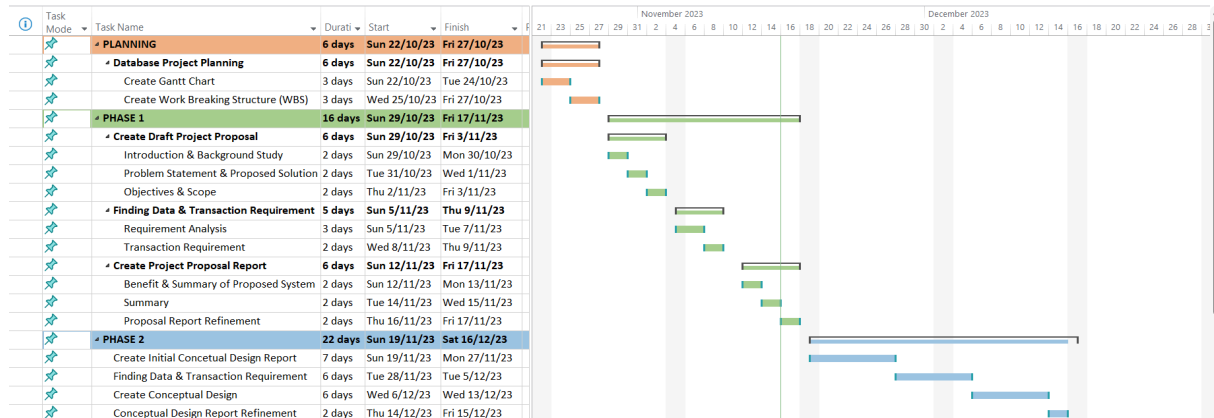 November 2023 December 2023
Task Mode Task Name Durati Start Finish
21 23 25 27 29 31 2 4 6 8 10 12 14 16 18 20 22 24 26 28 30 2 4 6 8 10 12 14 16 18 20 22 24 26 28
PLANNING 6 days Sun 22/10/23 Fri 27/10/23
Database Project Planning 6 days Sun 22/10/23 Fri 27/10/23
Create Gantt Chart 3 days Sun 22/10/23 Tue 24/10/23
Create Work Breaking Structure (WBS) 3 days Wed 25/10/23 Fri 27/10/23
PHASE 1 16 days Sun 29/10/23 Fri 17/11/23
Create Draft Project Proposal 6 days Sun 29/10/23 Fri 3/11/23
Introduction & Background Study 2 days Sun 29/10/23 Mon 30/10/23
Problem Statement & Proposed Solution 2 days Tue 31/10/23 Wed 1/11/23
Objectives & Scope 2 days Thu 2/11/23 Fri 3/11/23
Finding Data & Transaction Requirement 5 days Sun 5/11/23 Thu 9/11/23
Requirement Analysis 3 days Sun 5/11/23 Tue 7/11/23
Transaction Requirement 2 days Wed 8/11/23 Thu 9/11/23
Create Project Proposal Report 6 days Sun 12/11/23 Fri 17/11/23
Benefit & Summary of Proposed System 2 days Sun 12/11/23 Mon 13/11/23
Summary 2 days Tue 14/11/23 Wed 15/11/23
Proposal Report Refinement 2 days Thu 16/11/23 Fri 17/11/23
PHASE 2 22 days Sun 19/11/23 Sat 16/12/23
Create Initial Concetual Design Report 7 days Sun 19/11/23 Mon 27/11/23
Finding Data & Transaction Requirement 6 days Tue 28/11/23 Tue 5/12/23
Create Conceptual Design 6 days Wed 6/12/23 Wed 13/12/23
Conceptual Design Report Refinement 2 days Thu 14/12/23 Fri 15/12/23